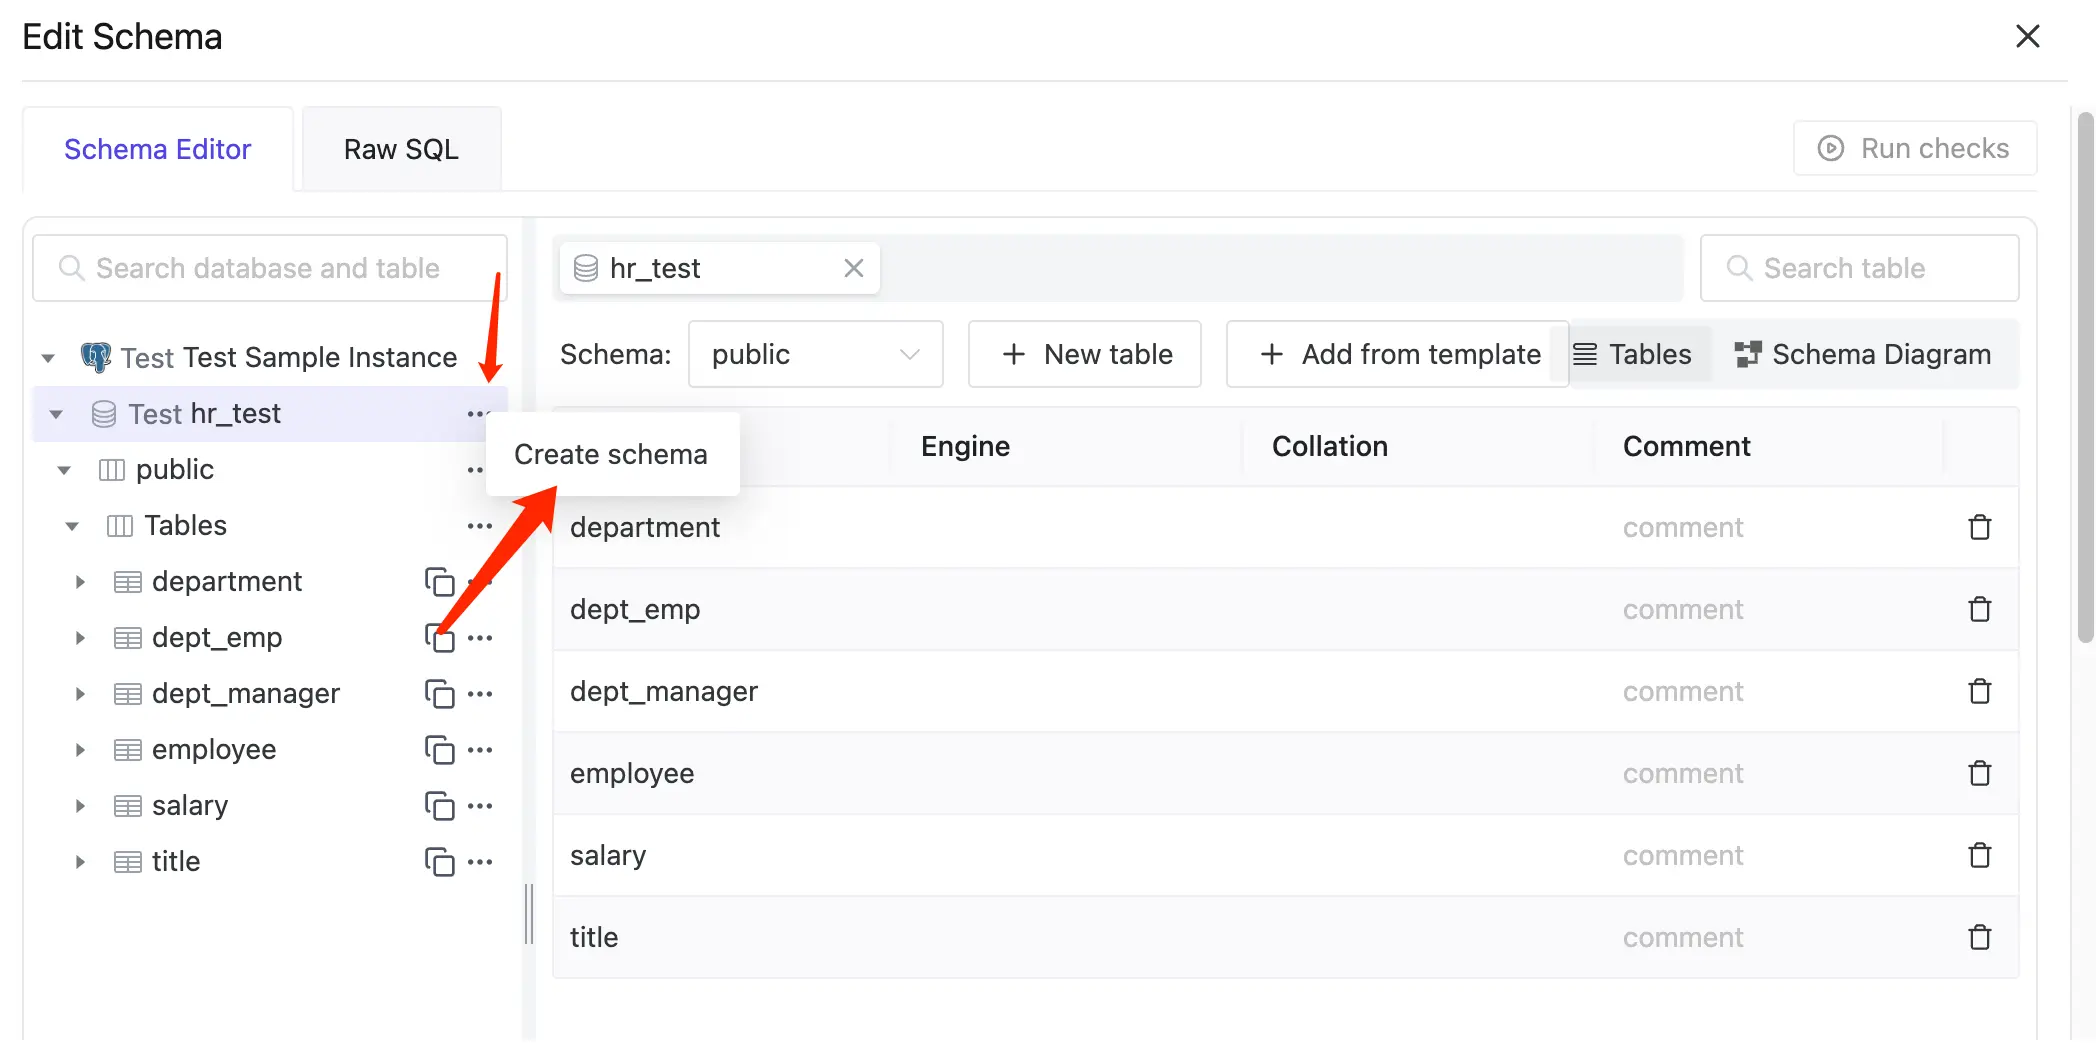 Edit Schema
Schema Editor
Raw SQL
Run checks
Search database and table
Test Test Sample Instance
Test hr_test
public
Tables
department
dept_emp
dept_manager
employee
salary
title
Create schema
hr_test
Search table
Schema:
public
New table
Add from template
Tables
Schema Diagram
Engine
Collation
Comment
department
comment
dept_emp
comment
dept_manager
comment
employee
comment
salary
comment
title
comment